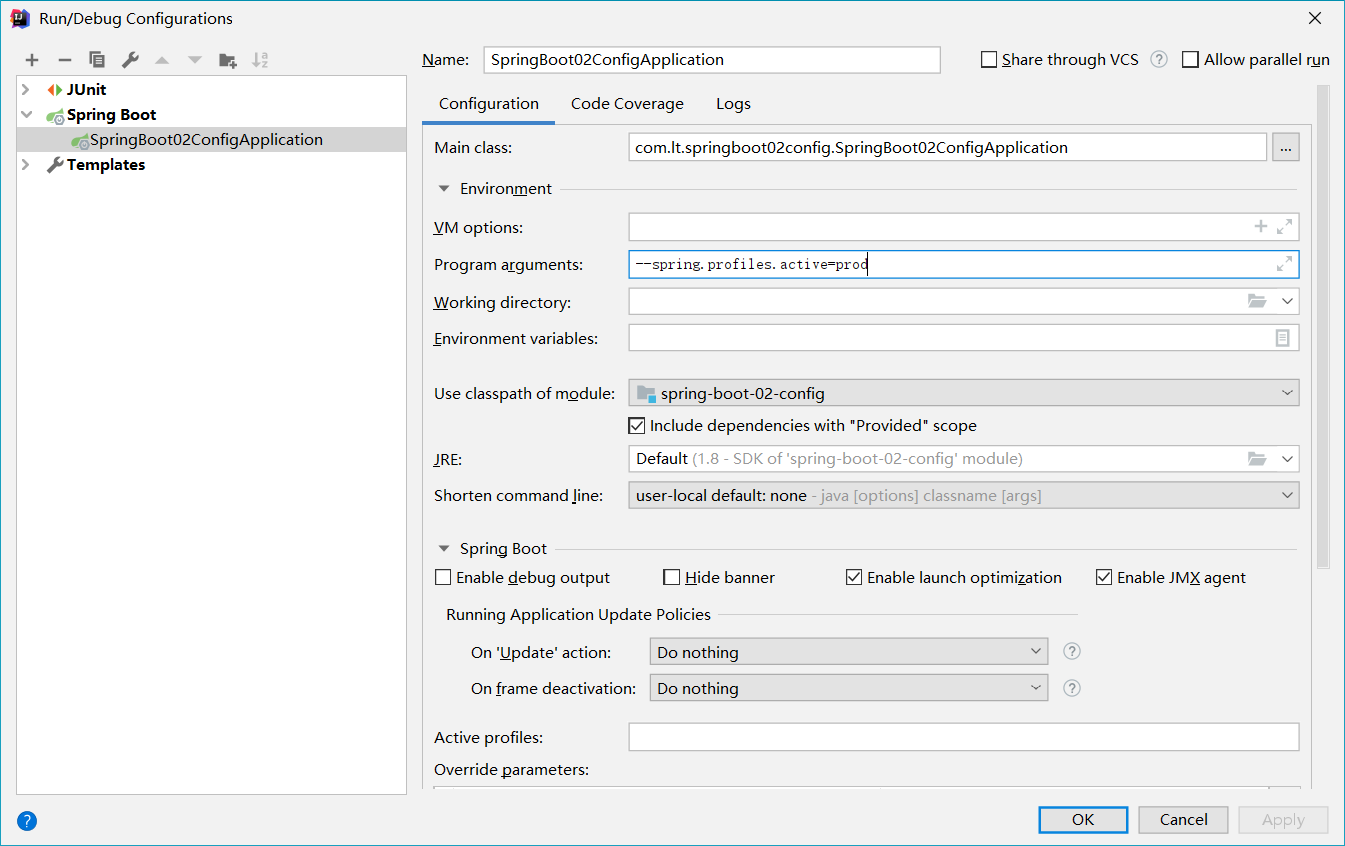 Run/Debug Configurations
Name: SpringBoot02ConfigApplication Share through VCS ? Allow parallel run
JUnit
Spring Boot
SpringBoot02ConfigApplication
Templates
Configuration Code Coverage Logs
Main class: com.lt.springboot02config.SpringBoot02ConfigApplication ...
Environment
VM options:
Program arguments: --spring.profiles.active=prod
Working directory:
Environment variables:
Use classpath of module: spring-boot-02-config
Include dependencies with "Provided" scope
JRE: Default (1.8 - SDK of 'spring-boot-02-config' module)
Shorten command line: user-local default: none - java [options] classname [args]
Spring Boot
Enable debug output Hide banner Enable launch optimization Enable JMX agent
Running Application Update Policies
On 'Update' action: Do nothing ?
On frame deactivation: Do nothing ?
Active profiles:
Override parameters:
? OK Cancel Apply